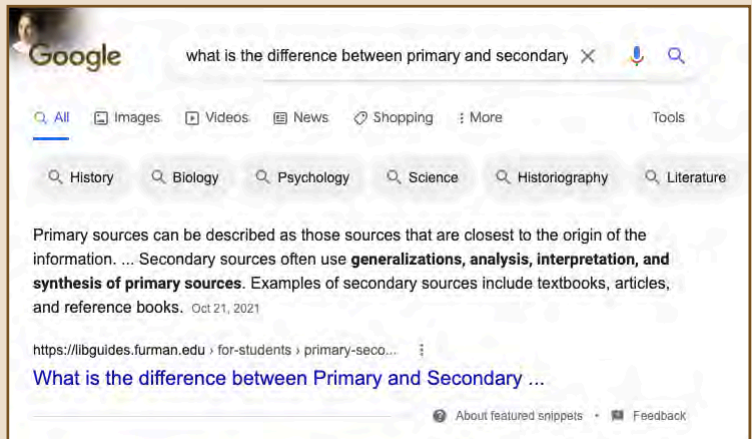 Google
what is the difference between primary and secondary
All Images Videos News Shopping More Tools
History Biology Psychology Science Historiography Literature
Primary sources can be described as those sources that are closest to the origin of the
information. ... Secondary sources often use generalizations, analysis, interpretation, and
synthesis of primary sources. Examples of secondary sources include textbooks, articles,
and reference books. Oct 21, 2021
https://libguides.furman.edu › for-students › primary-seco...
What is the difference between Primary and Secondary ...
About featured snippets • Feedback